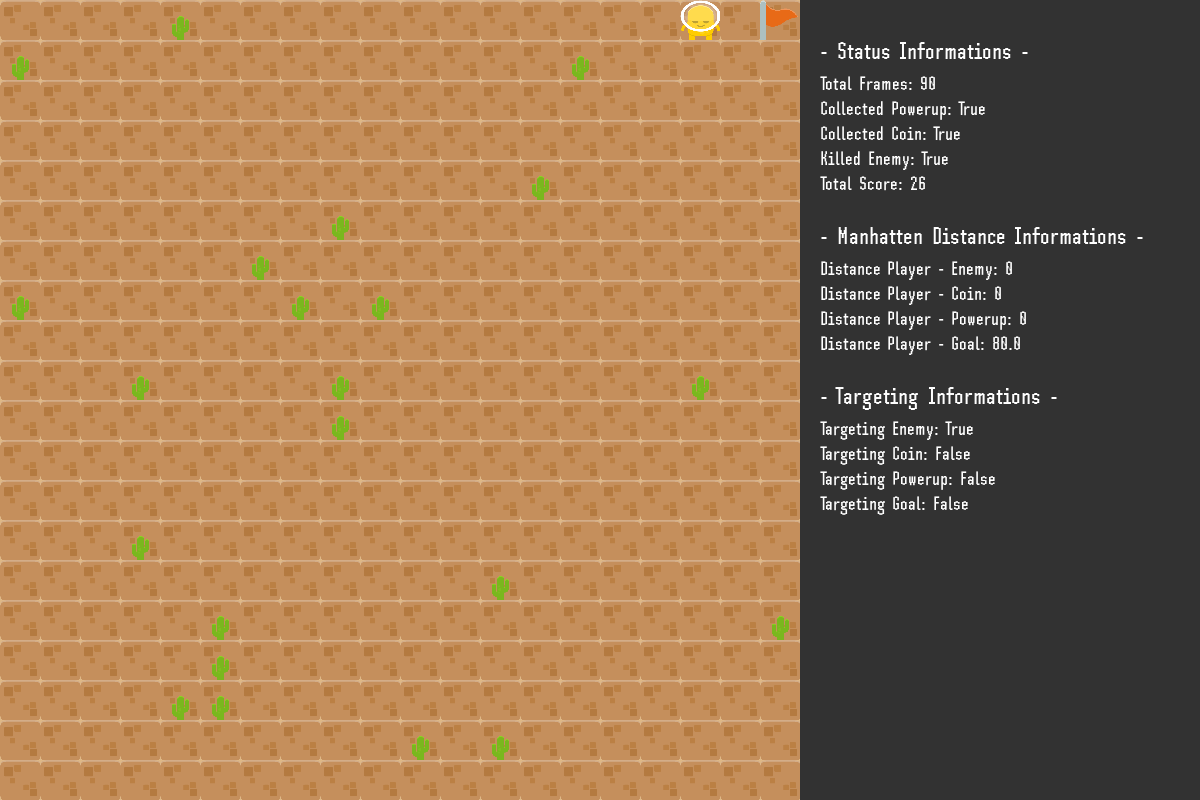 - Status Informations -
Total Frames: 90
Collected Powerup: True
Collected Coin: True
Killed Enemy: True
Total Score: 26
- Manhatten Distance Informations -
Distance Player - Enemy: 0
Distance Player - Coin: 0
Distance Player - Powerup: 0
Distance Player - Goal: 80.0
- Targeting Informations -
Targeting Enemy: True
Targeting Coin: False
Targeting Powerup: False
Targeting Goal: False